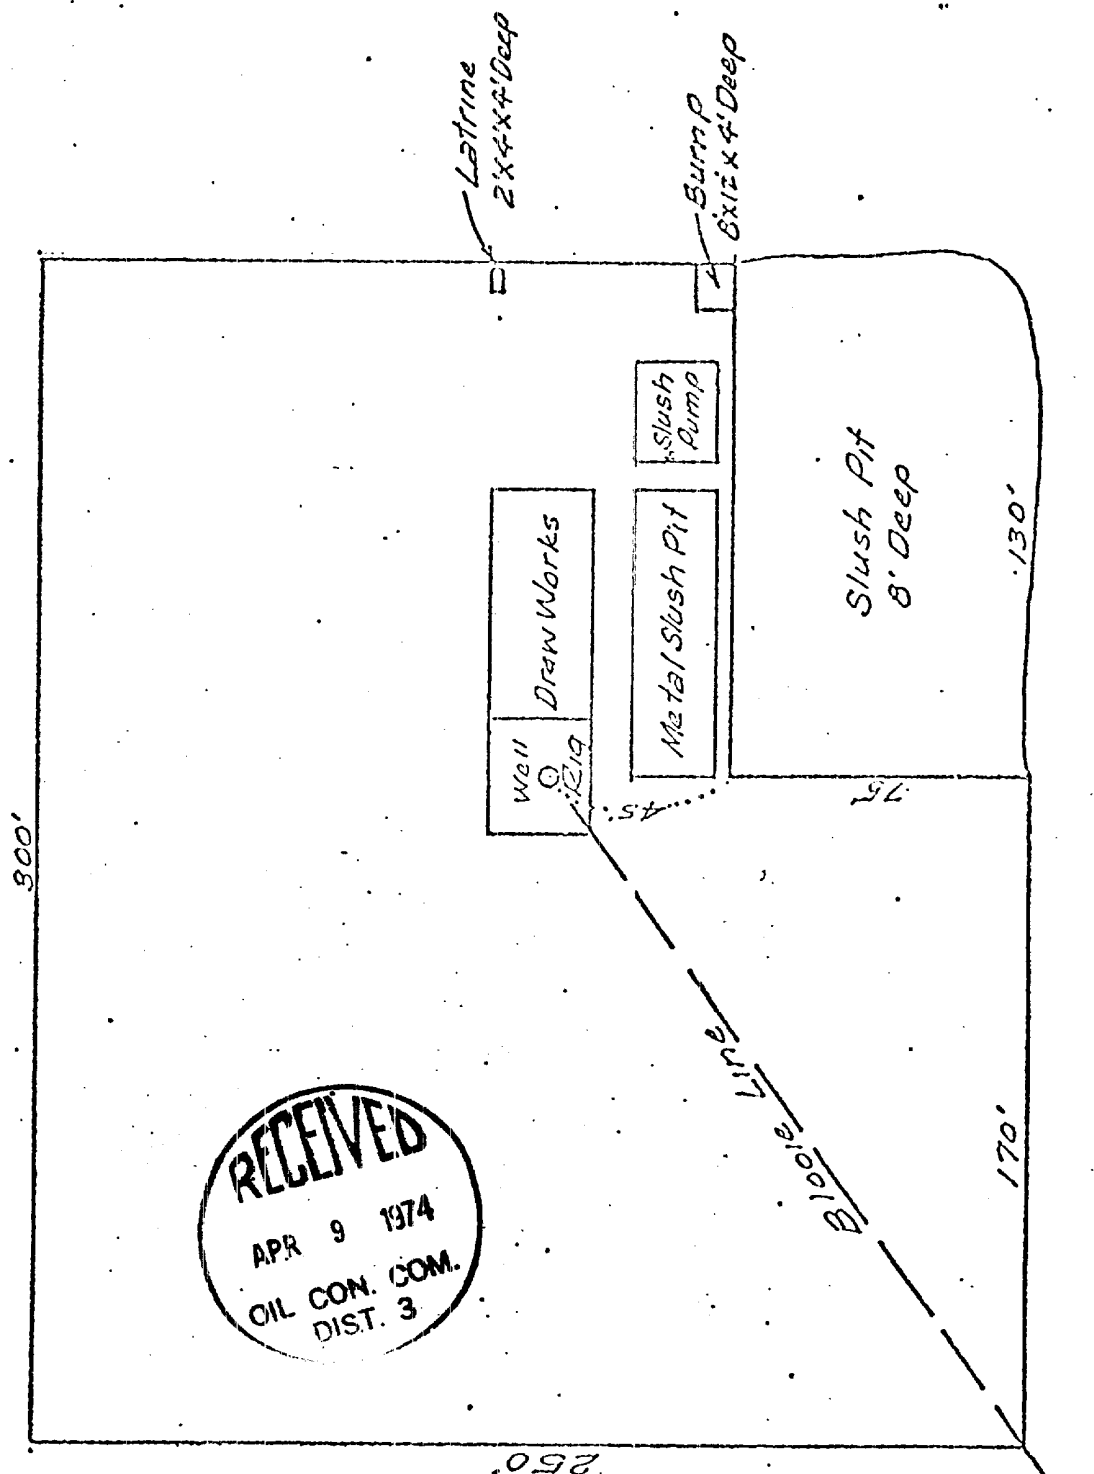 Latrine
2'x4'x4' Deep
Burn P
8'x12'x4' Deep
300'
Slush
Pump
Draw Works
Metal Slush Pit
Well
Rig
Slush Pit
8' Deep
130'
45'
75'
Blooie Line
170'
250'
RECEIVED
APR 9 1974
OIL CON. COM.
DIST. 3